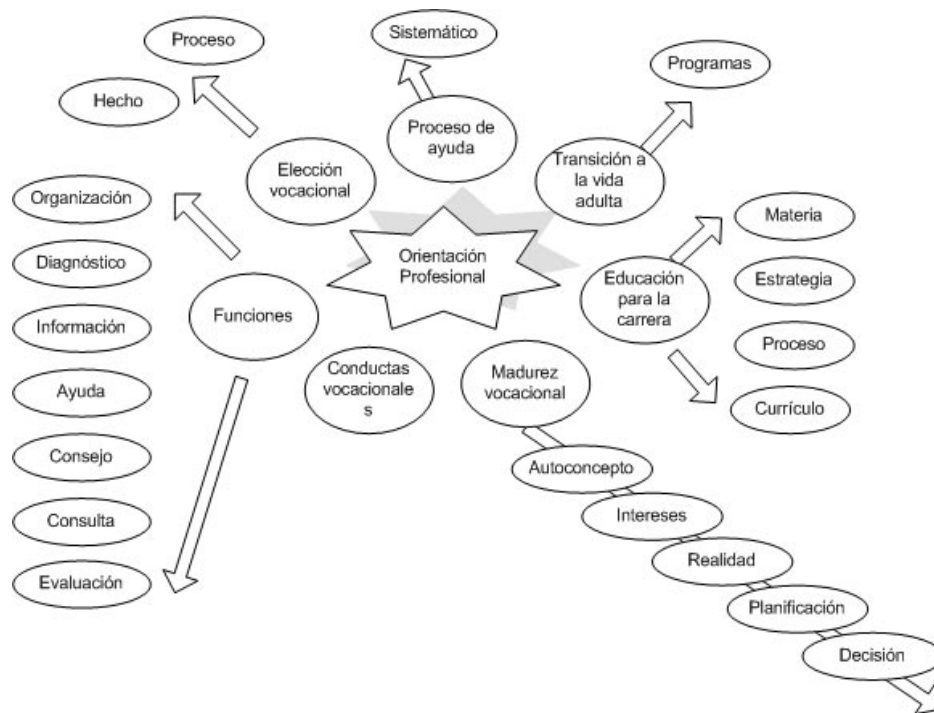 Proceso
Sistemático
Programas
Hecho
Proceso de
ayuda
Elección
vocacional
Transición a
la vida
adulta
Organización
Materia
Orientación
Profesional
Diagnóstico
Educación
para la
carrera
Estrategia
Información
Funciones
Proceso
Ayuda
Conductas
vocacionale
s
Madurez
vocacional
Currículo
Consejo
Autoconcepto
Consulta
Intereses
Realidad
Evaluación
Planificación
Decisión